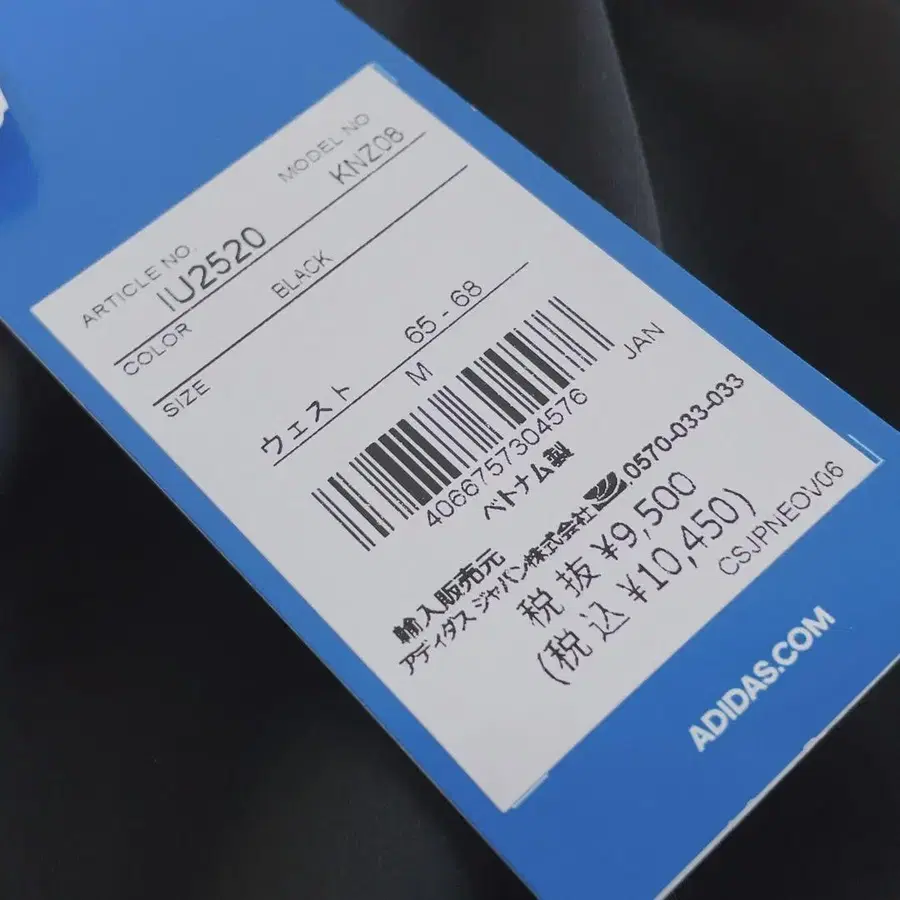 ARTICLE NO.
MODEL NO
IU2520
KNZ08
COLOR
BLACK
SIZE
ウェスト
65 - 68
M
4066757304576
JAN
ベトナム製
輸入販売元
アディダス ジャパン株式会社 0570-033-033
税 抜 ¥9,500
(税 込 ¥10,450)
CSJPNEOV06
ADIDAS.COM